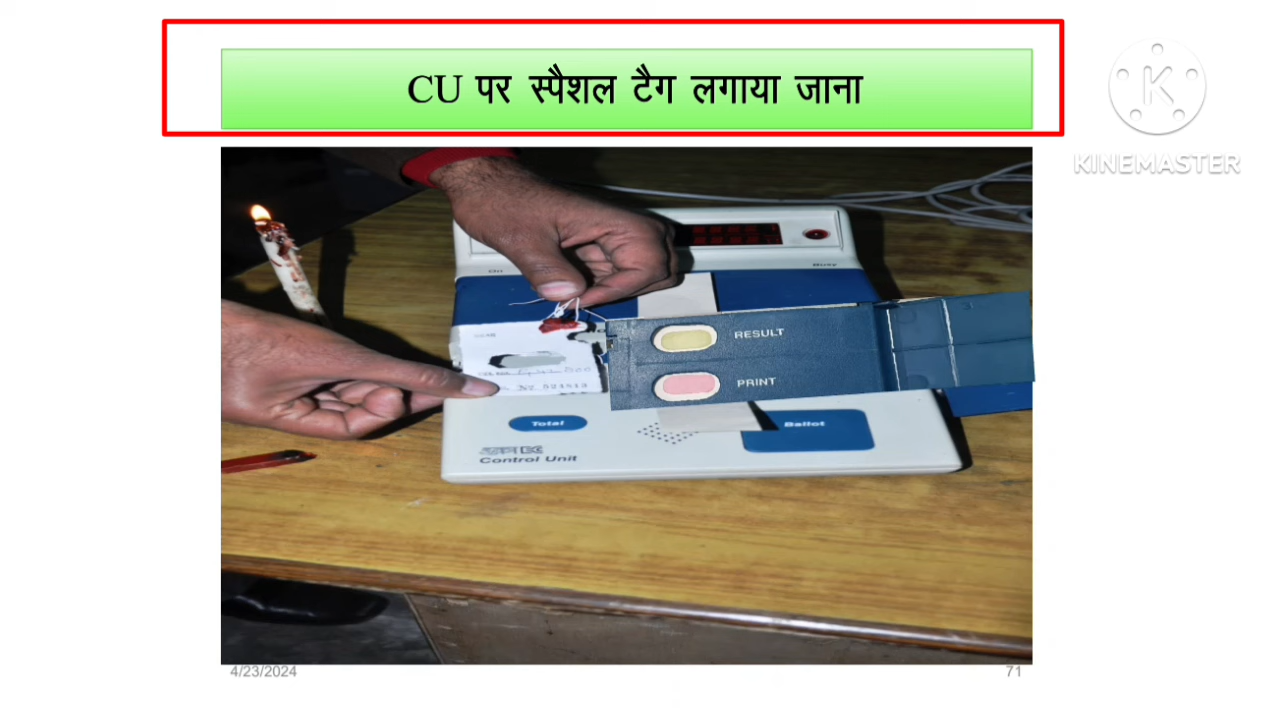 CU पर स्पैशल टैग लगाया जाना
KINEMASTER
On
Busy
RESULT
PRINT
Total
Ballot
Control Unit
4/23/2024
71